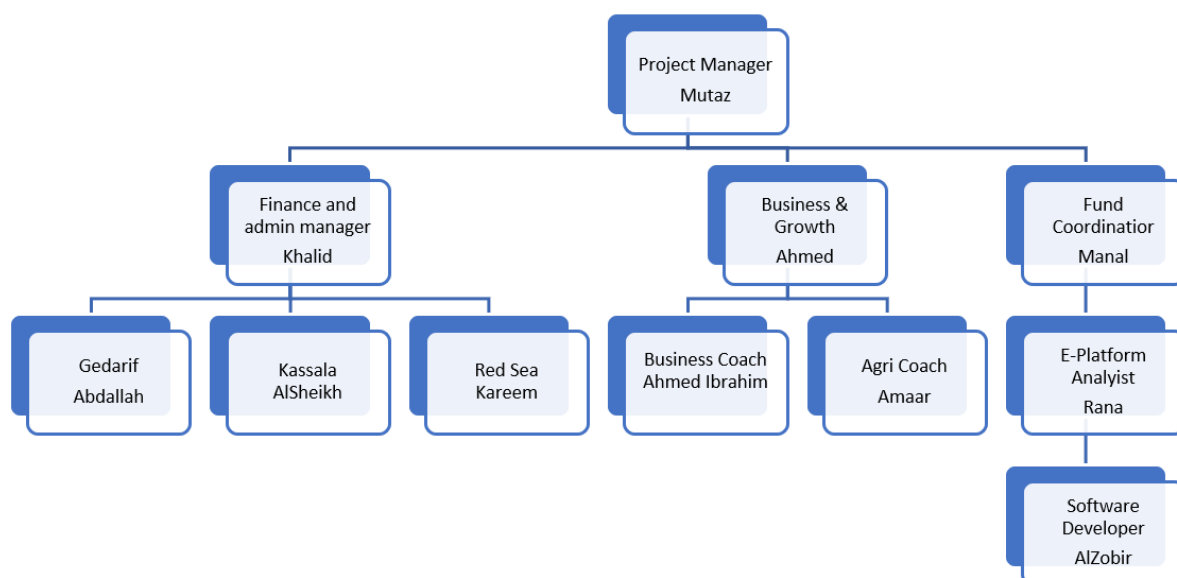 Project Manager
Mutaz
Finance and
admin manager
Khalid
Business &
Growth
Ahmed
Fund
Coordinatior
Manal
Gedarif
Abdallah
Kassala
AlSheikh
Red Sea
Kareem
Business Coach
Ahmed Ibrahim
Agri Coach
Amaar
E-Platform
Analyist
Rana
Software
Developer
AlZobir